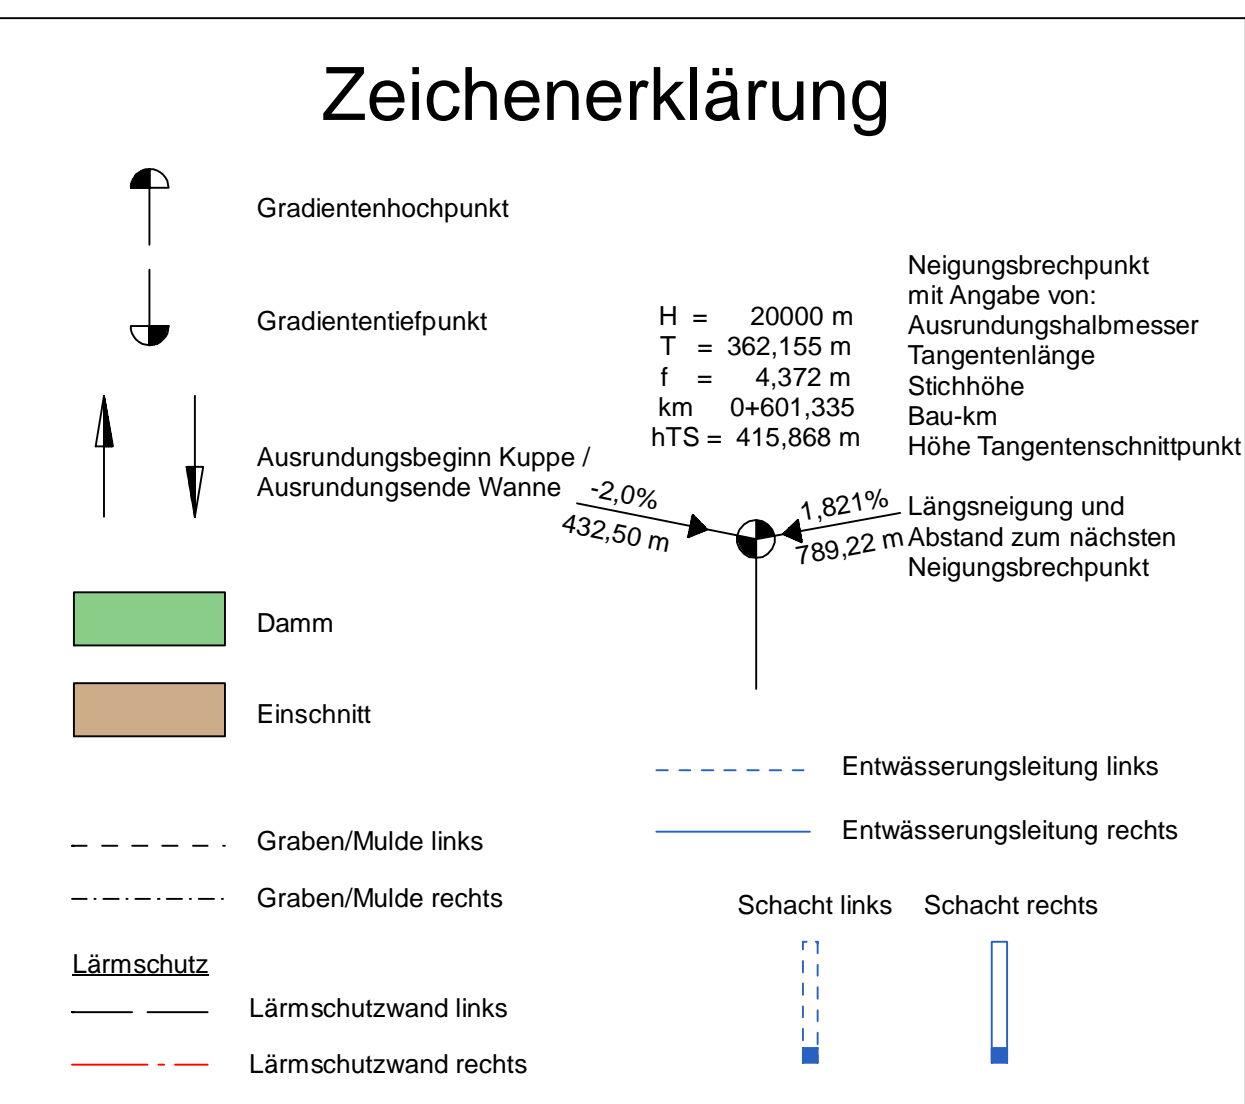 Zeichenerklärung
Gradientenhochpunkt
Gradiententiefpunkt
Ausrundungsbeginn Kuppe /
Ausrundungsende Wanne
Damm
Einschnitt
Graben/Mulde links
Graben/Mulde rechts
Lärmschutz
Lärmschutzwand links
Lärmschutzwand rechts
H = 20000 m
T = 362,155 m
f = 4,372 m
km 0+601,335
hTS = 415,868 m
Neigungsbrechpunkt
mit Angabe von:
Ausrundungshalbmesser
Tangentenlänge
Stichhöhe
Bau-km
Höhe Tangentenschnittpunkt
-2,0%
432,50 m
1,821%
789,22 m
Längsneigung und
Abstand zum nächsten
Neigungsbrechpunkt
Entwässerungsleitung links
Entwässerungsleitung rechts
Schacht links
Schacht rechts